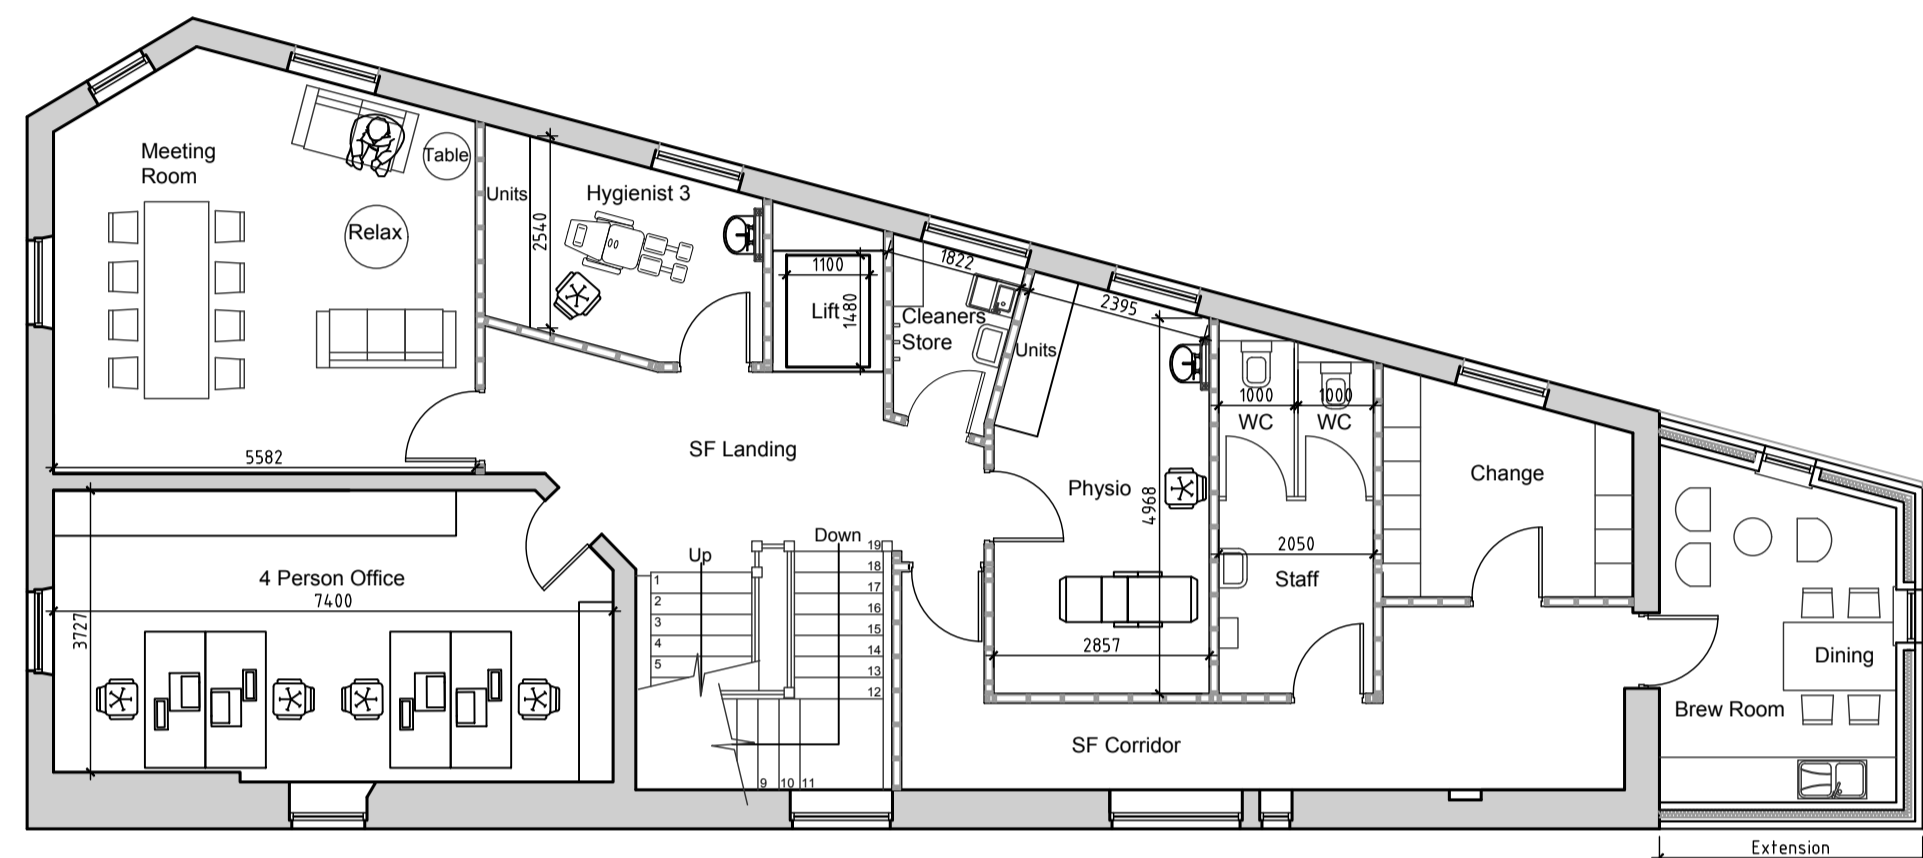 Meeting
Room
Table
Relax
Units
2540
Hygienist 3
1100
Lift
1480
1822
Cleaners
Store
2395
Units
1000
1000
WC
WC
5582
SF Landing
Physio
4968
Change
3727
4 Person Office
7400
Up
Down
1
2
3
4
5
19
18
17
16
15
14
13
12
9
10
11
2050
Staff
2857
SF Corridor
Dining
Brew Room
Extension